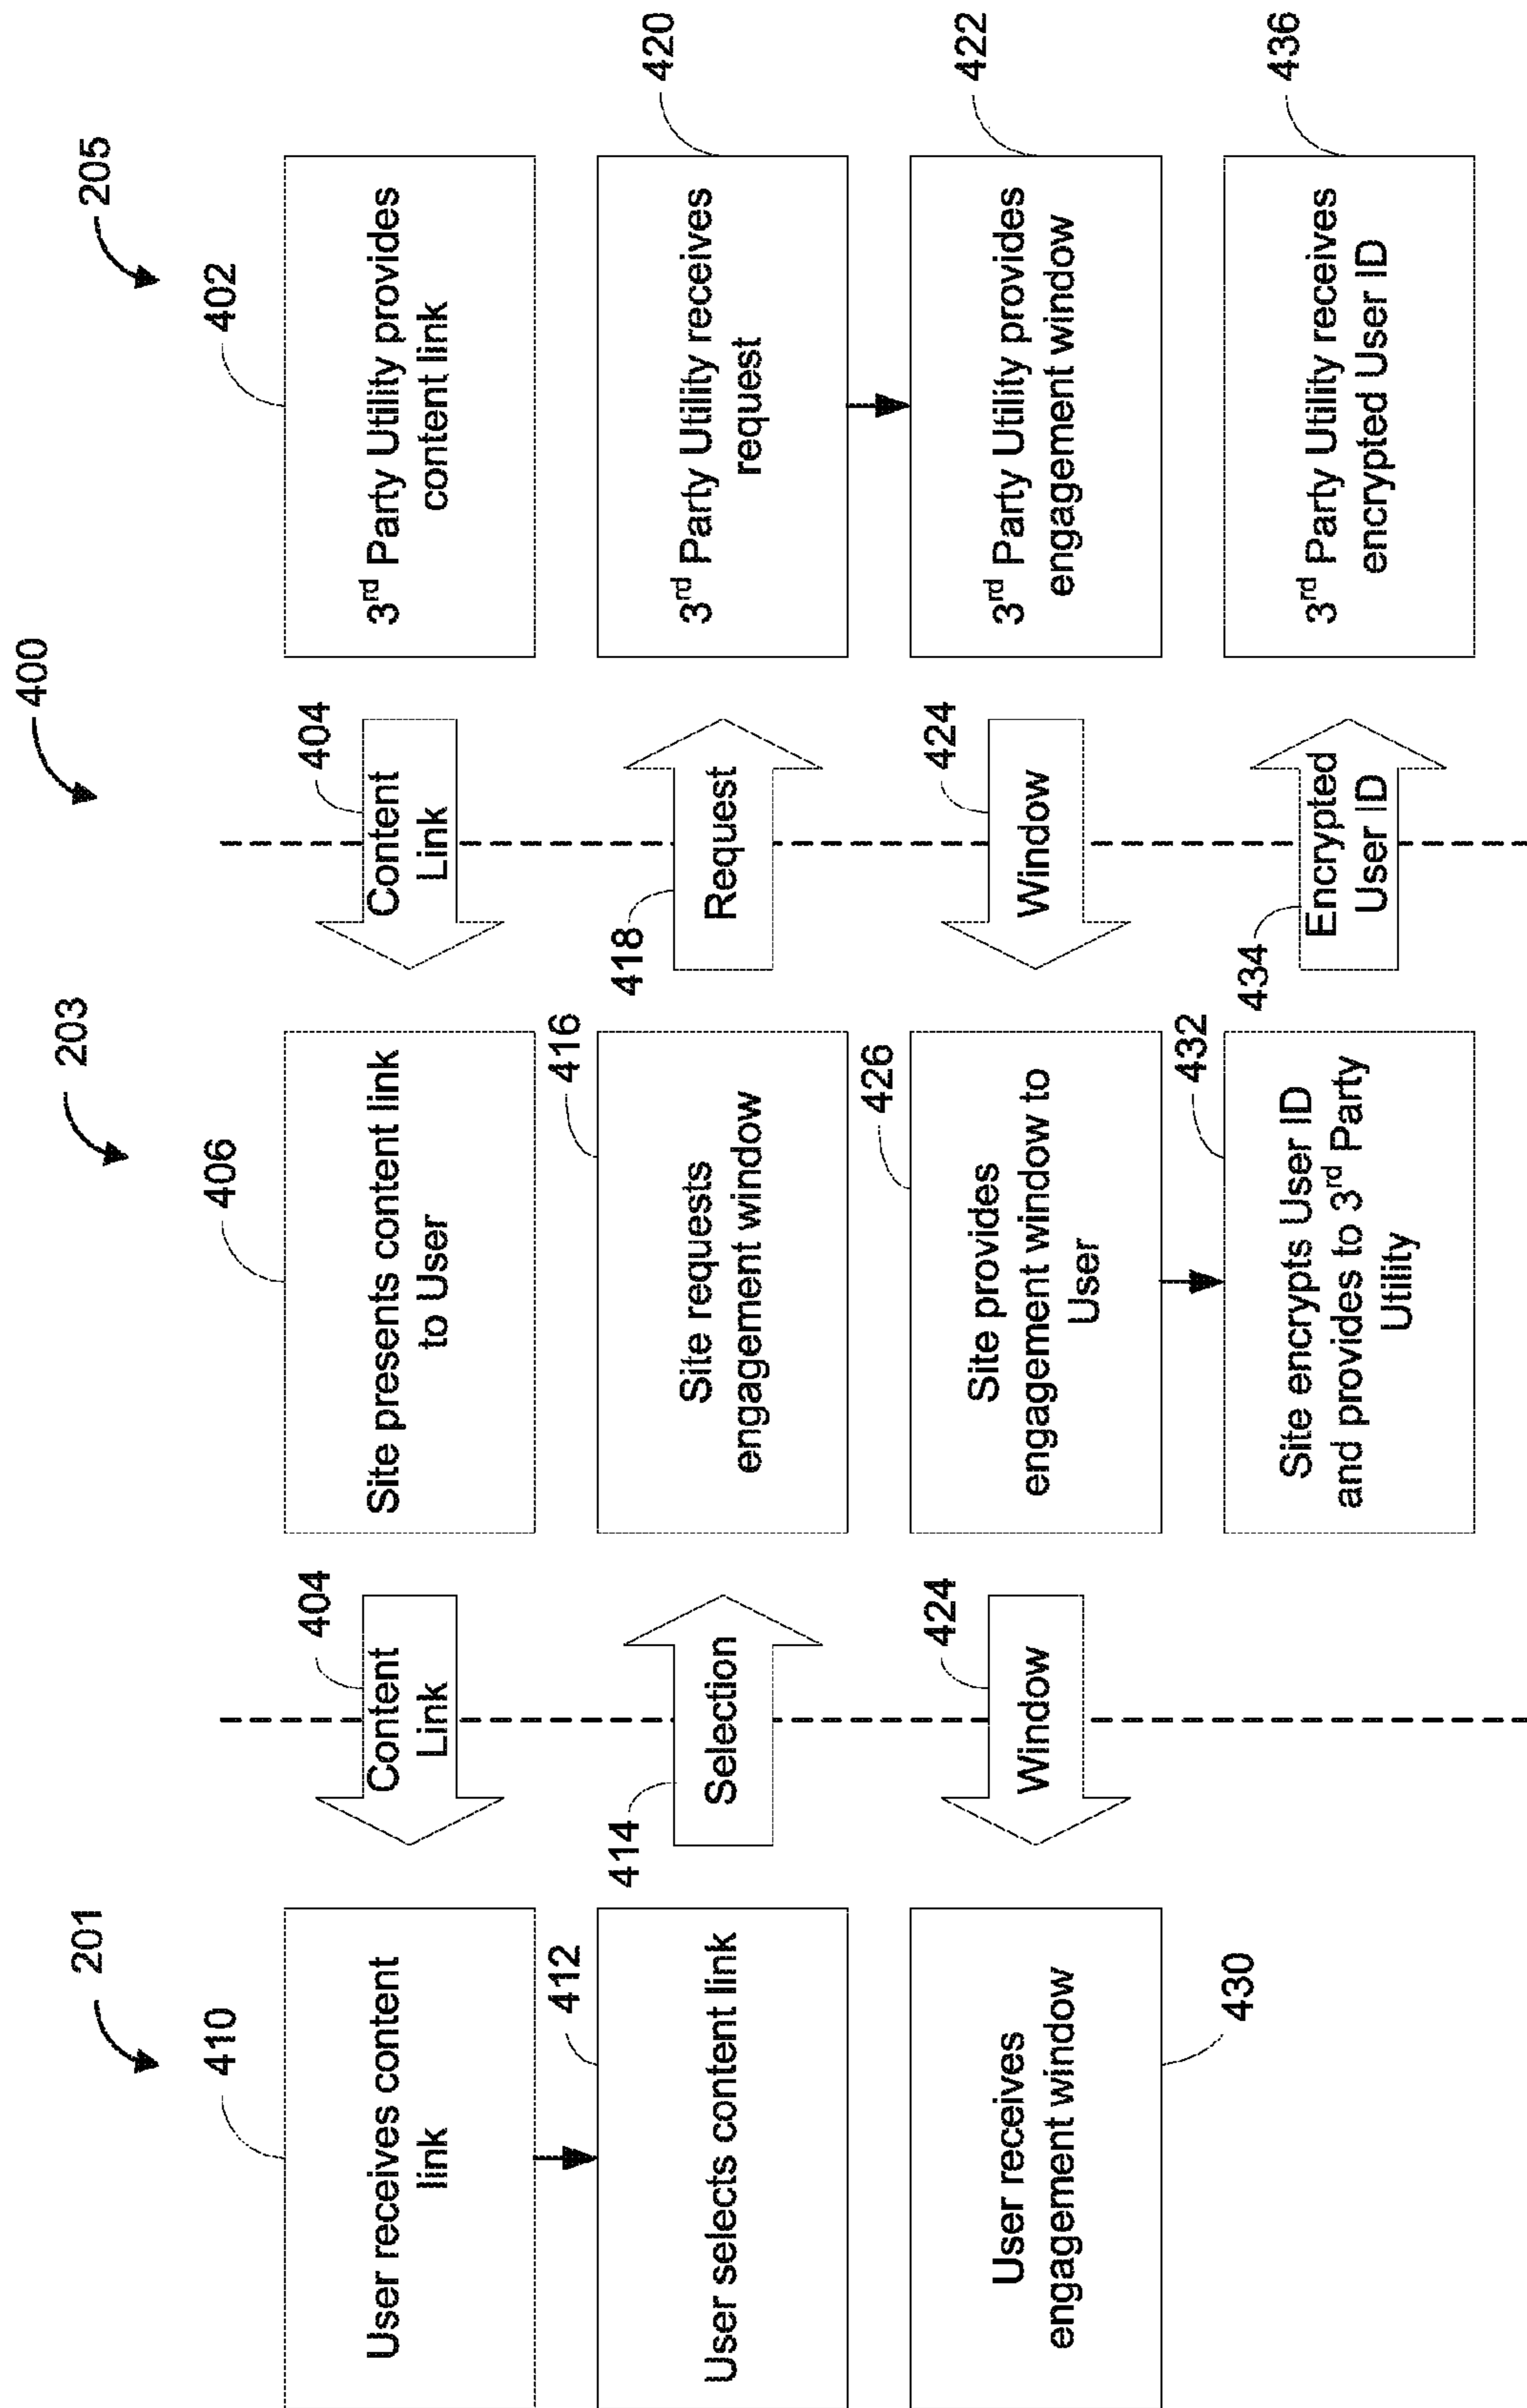 400
201
203
205
410
User receives content
link
404
Content
Link
406
Site presents content link
to User
404
Content
Link
402
3rd Party Utility provides
content link
412
User selects content link
414
Selection
416
Site requests
engagement window
418
Request
420
3rd Party Utility receives
request
430
User receives
engagement window
424
Window
426
Site provides
engagement window to
User
424
Window
422
3rd Party Utility provides
engagement window
432
Site encrypts User ID
and provides to 3rd Party
Utility
434
Encrypted
User ID
436
3rd Party Utility receives
encrypted User ID